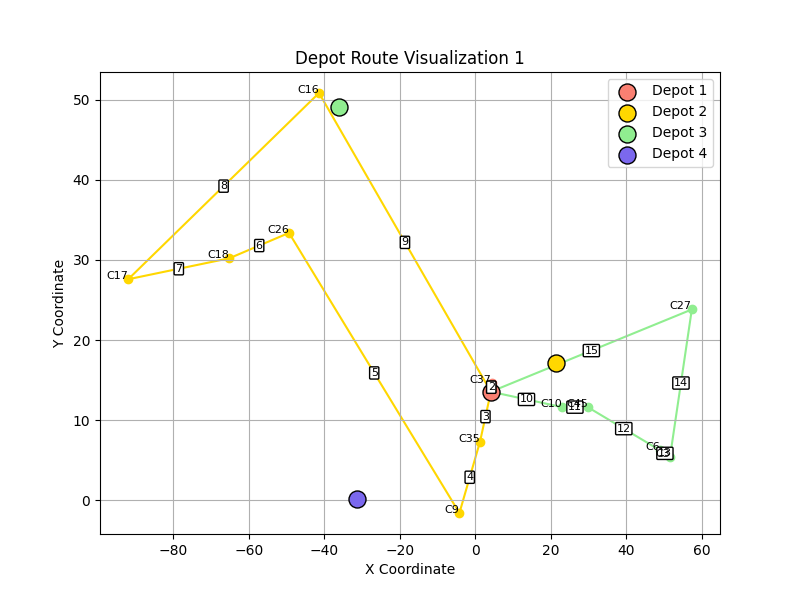 Depot Route Visualization 1
Depot 1
Depot 2
Depot 3
Depot 4
Y Coordinate
50
40
30
20
10
0
C16
8
C26
6
C18
7
C17
9
5
C27
15
14
C37
2
10
C10
11
C45
3
12
C35
C6
13
4
C9
−80
−60
−40
−20
0
20
40
60
X Coordinate